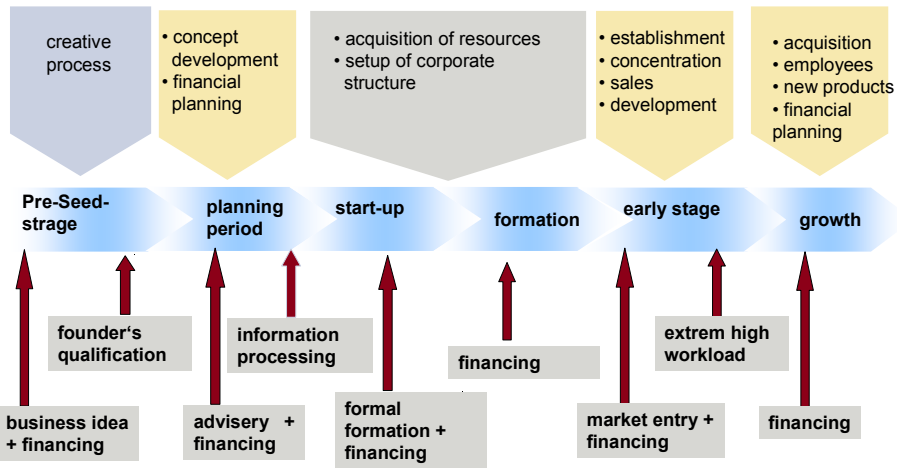 creative
process
• concept
development
• financial
planning
• acquisition of resources
• setup of corporate
structure
• establishment
• concentration
• sales
• development
• acquisition
• employees
• new products
• financial
planning
Pre-Seed-
strage
planning
period
start-up
formation
early stage
growth
founder‘s
qualification
information
processing
financing
extrem high
workload
business idea
+ financing
advisery +
financing
formal
formation +
financing
market entry +
financing
financing